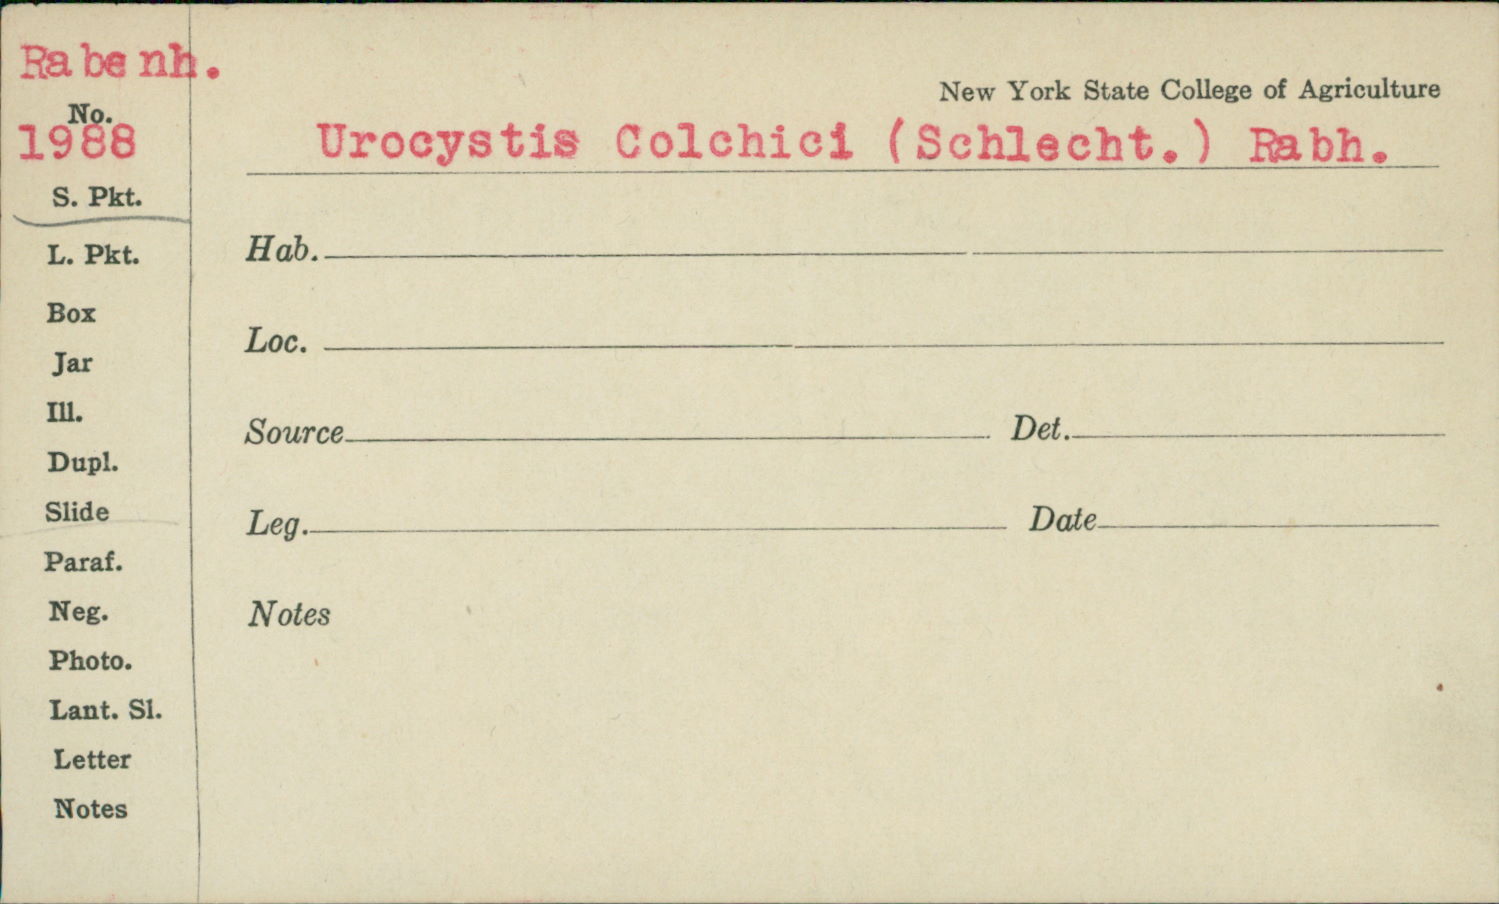 Rabenh.
New York State College of Agriculture
No.
1988
Urocystis Colchici (Schlecht.) Rabh.
S. Pkt.
L. Pkt.
Hab.
Box
Loc.
Jar
Ill.
Source Det.
Dupl.
Slide
Leg. Date
Paraf.
Neg.
Notes
Photo.
Lant. Sl.
Letter
Notes